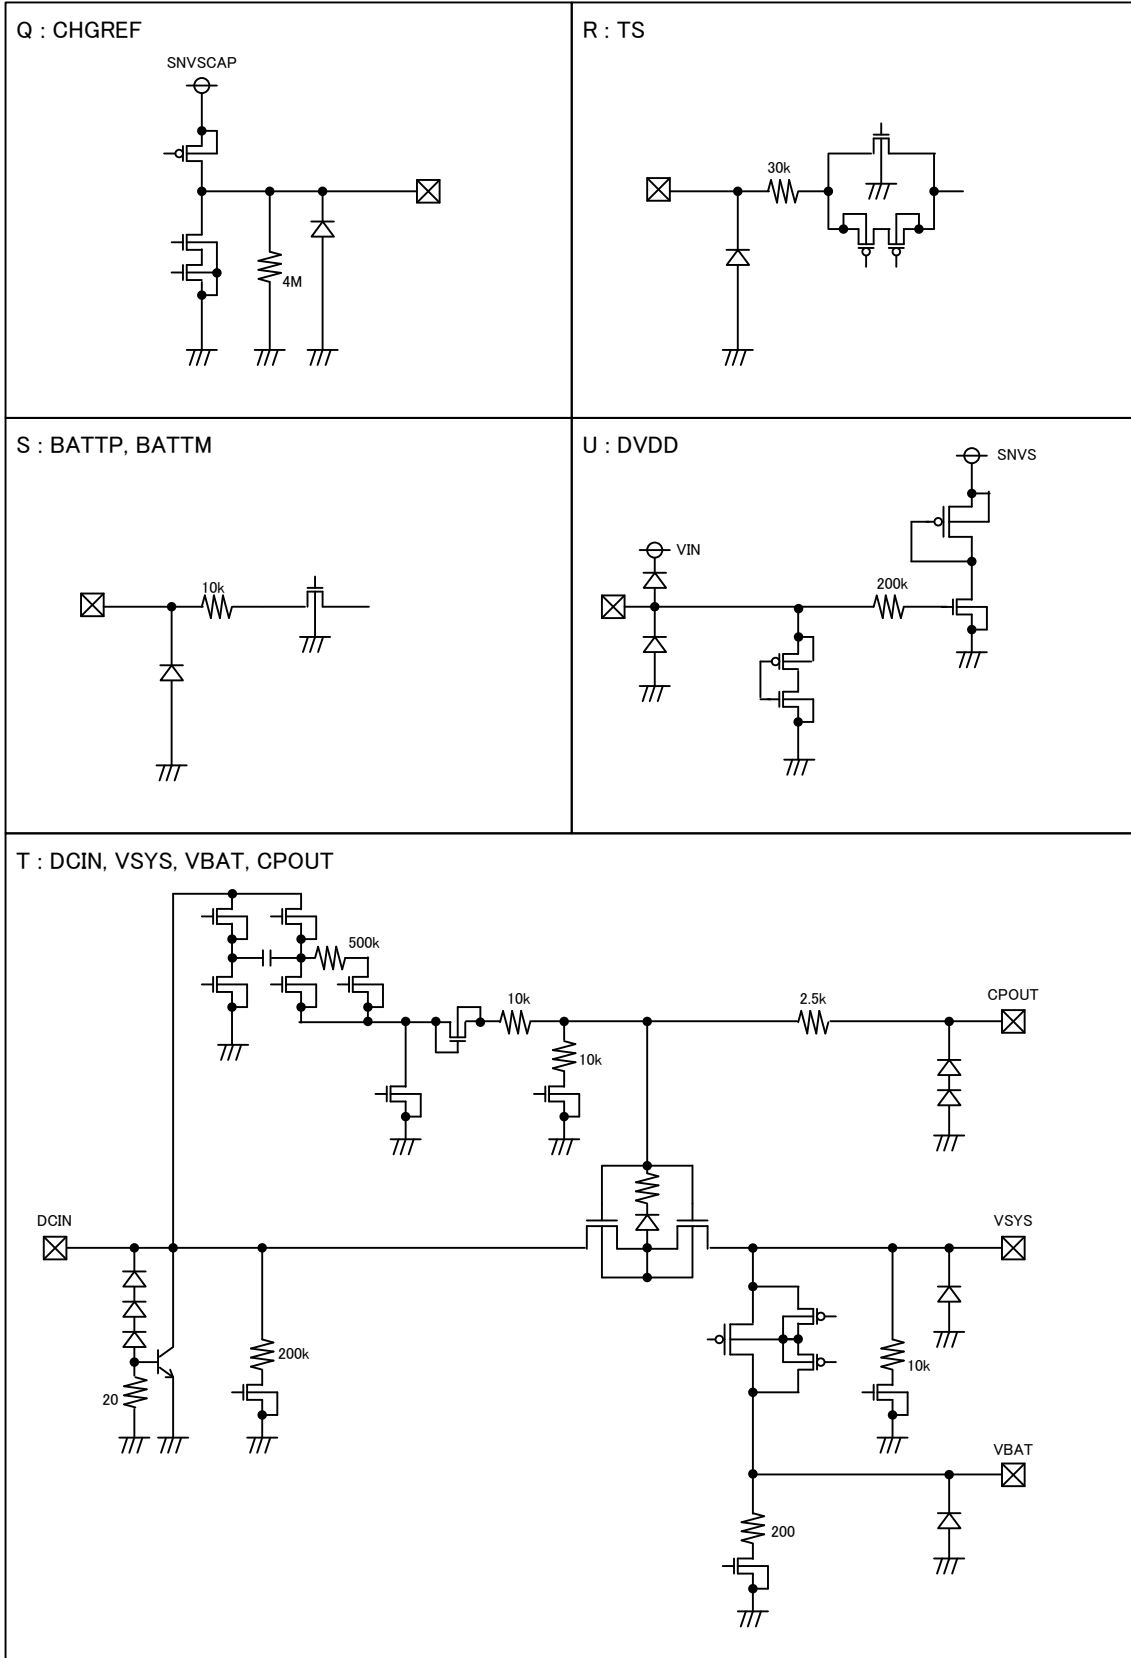 Q : CHGREF
SNVSCAP
4M
R : TS
30k
S : BATTP, BATTM
10k
U : DVDD
SNVS
VIN
200k
T : DCIN, VSYS, VBAT, CPOUT
500k
10k
2.5k
CPOUT
10k
DCIN
VSYS
200k
10k
20
VBAT
200